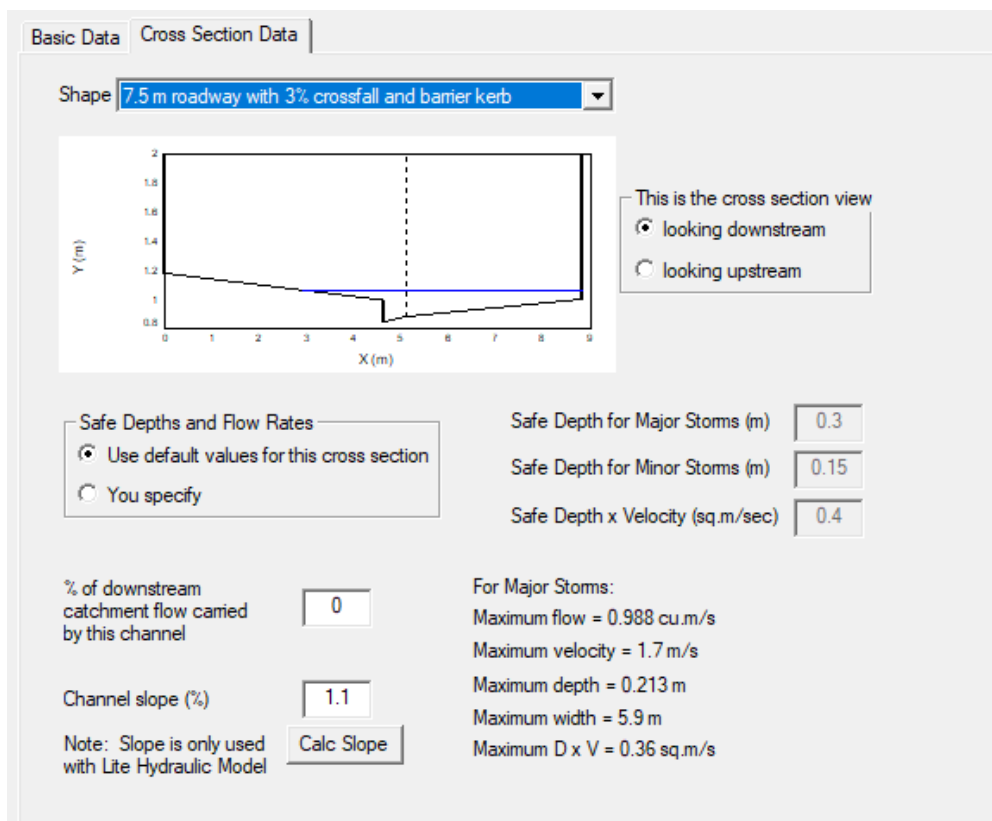 Basic Data
Cross Section Data
Shape
7.5 m roadway with 3% crossfall and barrier kerb
2
1.8
1.6
1.4
1.2
1
0.8
Y (m)
0 1 2 3 4 5 6 7 8 9
X (m)
This is the cross section view
looking downstream
looking upstream
Safe Depths and Flow Rates
Use default values for this cross section
You specify
Safe Depth for Major Storms (m) 0.3
Safe Depth for Minor Storms (m) 0.15
Safe Depth x Velocity (sq.m/sec) 0.4
% of downstream
catchment flow carried
by this channel
0
Channel slope (%) 1.1
Note: Slope is only used
with Lite Hydraulic Model
Calc Slope
For Major Storms:
Maximum flow = 0.988 cu.m/s
Maximum velocity = 1.7 m/s
Maximum depth = 0.213 m
Maximum width = 5.9 m
Maximum D x V = 0.36 sq.m/s